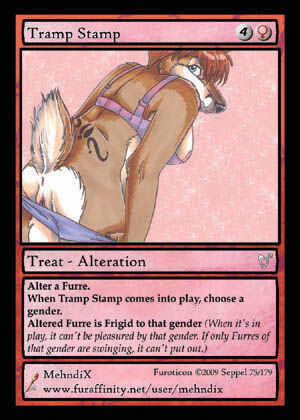 Tramp Stamp 4
Treat - Alteration
Alter a Furre.
When Tramp Stamp comes into play, choose a
gender.
Altered Furre is Frigid to that gender (When it's in
play, it can't be pleasured by that gender. If only Furres of
that gender are swinging, it can't put out.)
MehndiX Furoticon ©2009 Seppel 75/179
www.furaffinity.net/user/mehndix